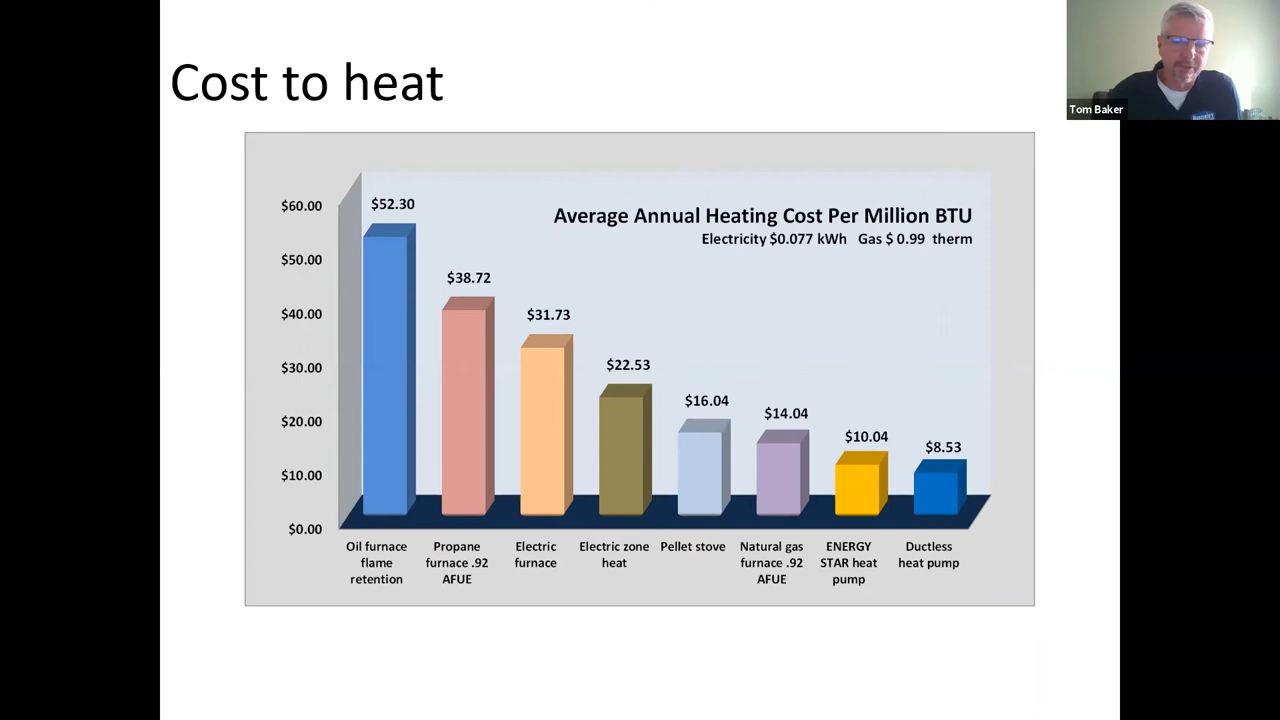 Cost to heat
Tom Baker
Average Annual Heating Cost Per Million BTU
Electricity $0.077 kWh Gas $ 0.99 therm
$60.00
$50.00
$40.00
$30.00
$20.00
$10.00
$0.00
$52.30
$38.72
$31.73
$22.53
$16.04
$14.04
$10.04
$8.53
Oil furnace
flame
retention
Propane
furnace .92
AFUE
Electric
furnace
Electric zone
heat
Pellet stove
Natural gas
furnace .92
AFUE
ENERGY
STAR heat
pump
Ductless
heat pump